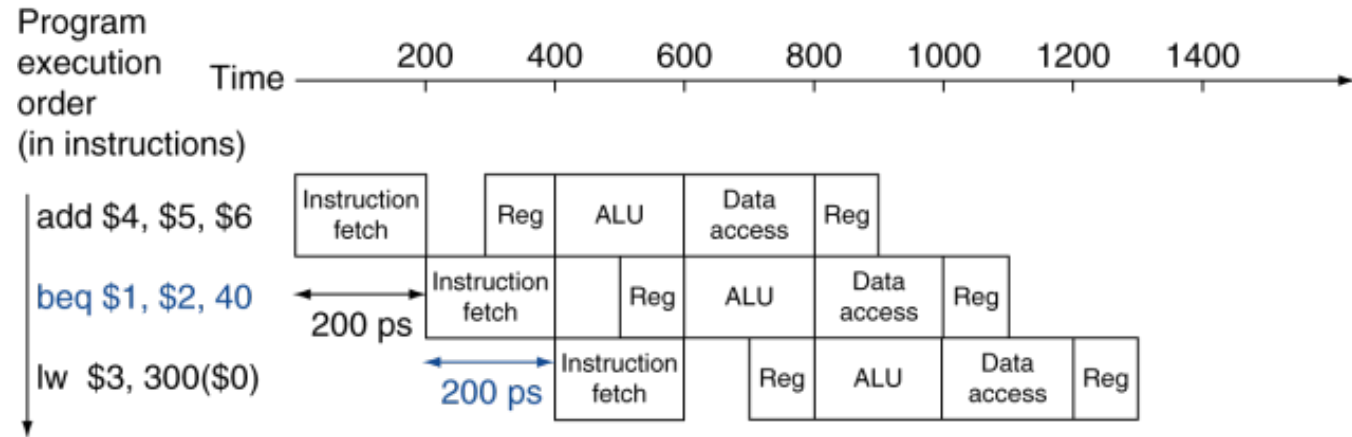 Program
execution
order
(in instructions)
Time
200 400 600 800 1000 1200 1400
add $4, $5, $6
Instruction
fetch
Reg
ALU
Data
access
Reg
beq $1, $2, 40
200 ps
Instruction
fetch
Reg
ALU
Data
access
Reg
lw $3, 300($0)
200 ps
Instruction
fetch
Reg
ALU
Data
access
Reg